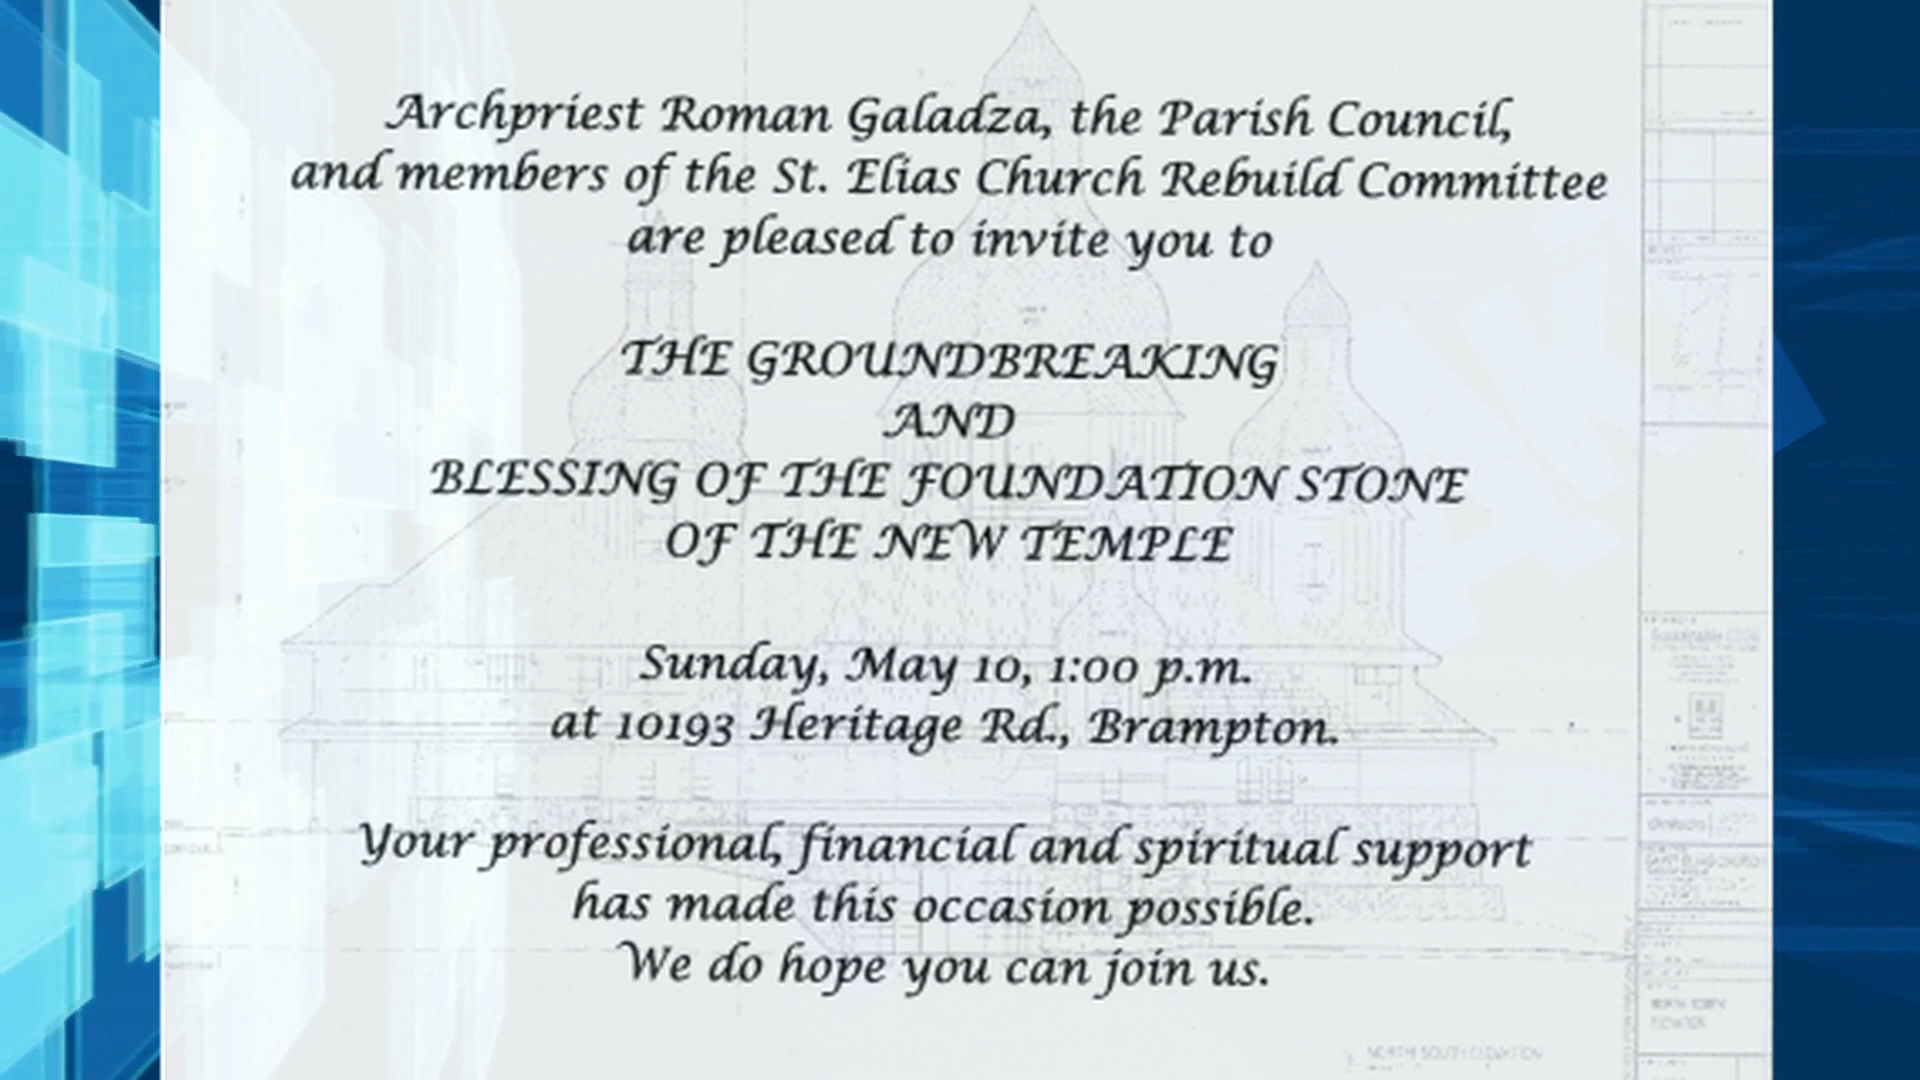 Archpriest Roman Galadza, the Parish Council,
and members of the St. Elias Church Rebuild Committee
are pleased to invite you to
THE GROUNDBREAKING
AND
BLESSING OF THE FOUNDATION STONE
OF THE NEW TEMPLE
Sunday, May 10, 1:00 p.m.
at 10193 Heritage Rd., Brampton.
Your professional, financial and spiritual support
has made this occasion possible.
We do hope you can join us.